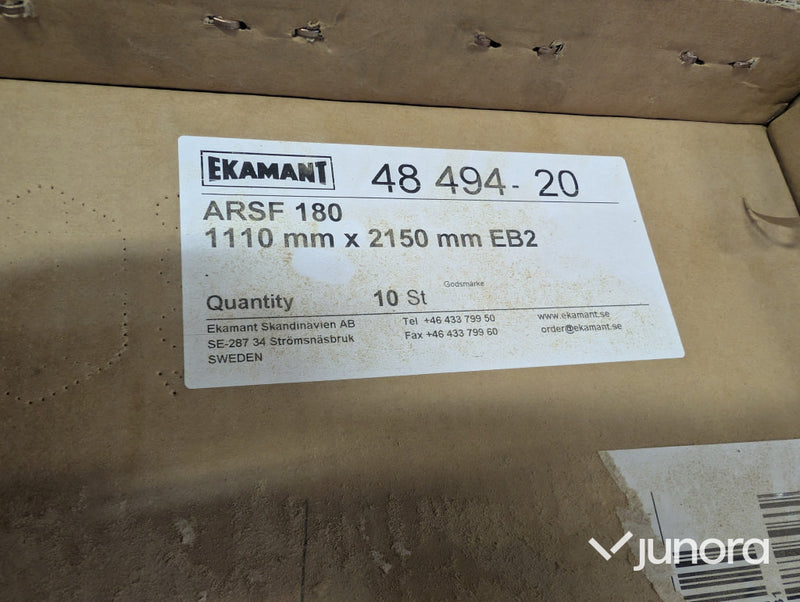 EKAMANT 48 494- 20
ARSF 180
1110 mm x 2150 mm EB2
Godsmärke
Quantity 10 St
Ekamant Skandinavien AB Tel +46 433 799 50 www.ekamant.se
SE-287 34 Strömsnäsbruk Fax +46 433 799 60 order@ekamant.se
SWEDEN
junora